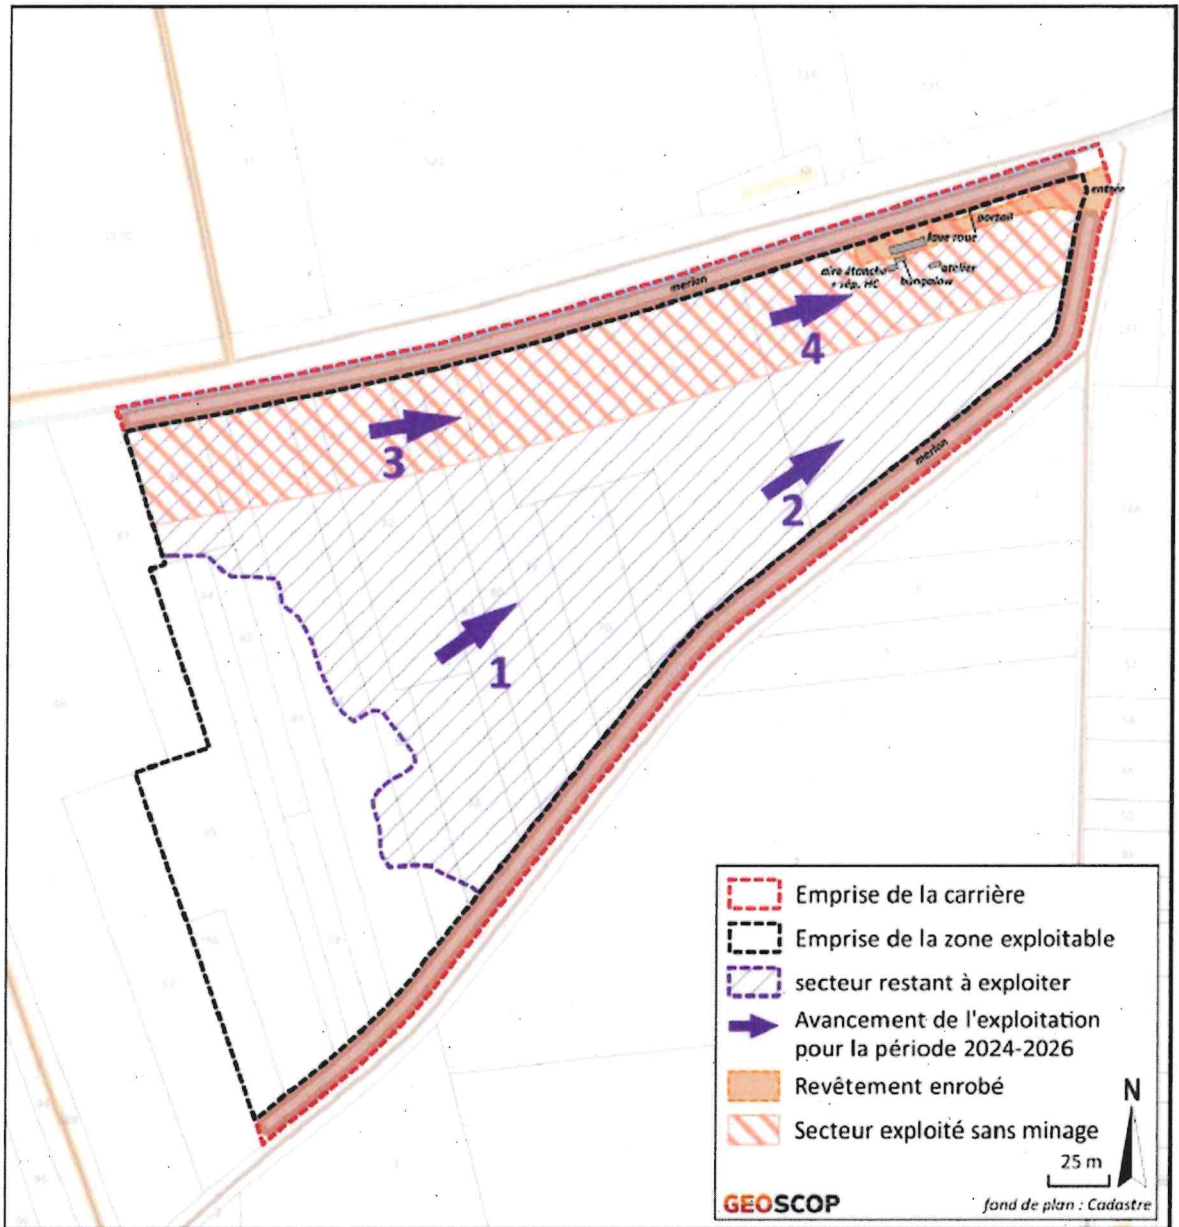 entrée
portail
lave roue
aire étanche
+ sép. HC
bungalow
atelier
merlon
4
3
merlon
2
1
Emprise de la carrière
Emprise de la zone exploitable
secteur restant à exploiter
Avancement de l'exploitation
pour la période 2024-2026
Revêtement enrobé
Secteur exploité sans minage
N
25 m
GEOSCOP
fond de plan : Cadastre